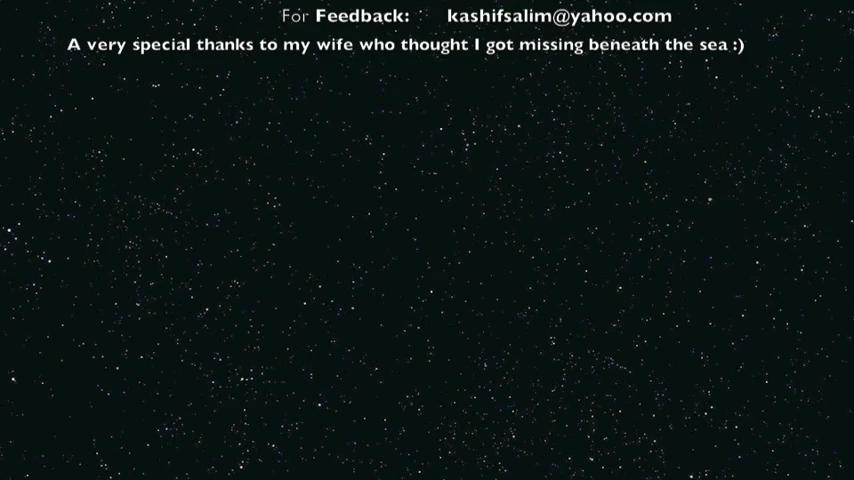 For Feedback: kashifsalim@yahoo.com
A very special thanks to my wife who thought I got missing beneath the sea :)